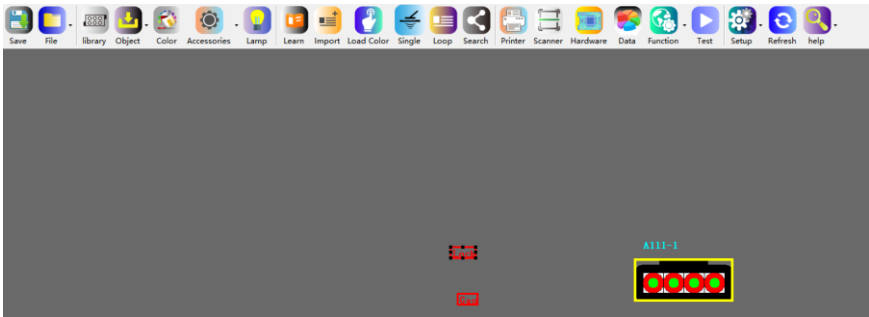 Save File library Object Color Accessories Lamp Learn Import Load Color Single Loop Search Printer Scanner Hardware Data Function Test Setup Refresh help
A111-1